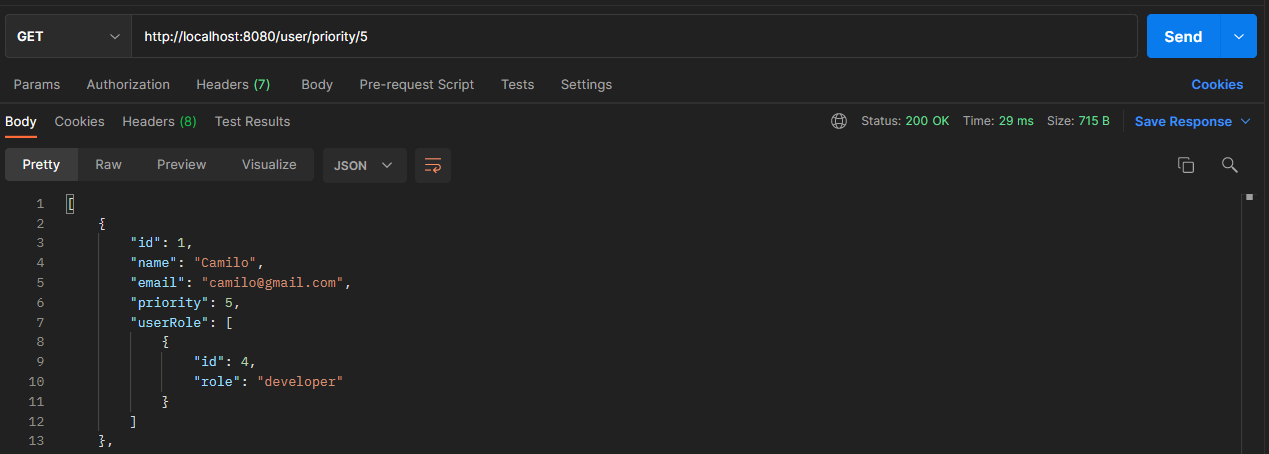 GET http://localhost:8080/user/priority/5 Send
Params Authorization Headers (7) Body Pre-request Script Tests Settings Cookies
Body Cookies Headers (8) Test Results Status: 200 OK Time: 29 ms Size: 715 B Save Response
Pretty Raw Preview Visualize JSON
1 [
2 {
3 "id": 1,
4 "name": "Camilo",
5 "email": "camilo@gmail.com",
6 "priority": 5,
7 "userRole": [
8 {
9 "id": 4,
10 "role": "developer"
11 }
12 ]
13 },